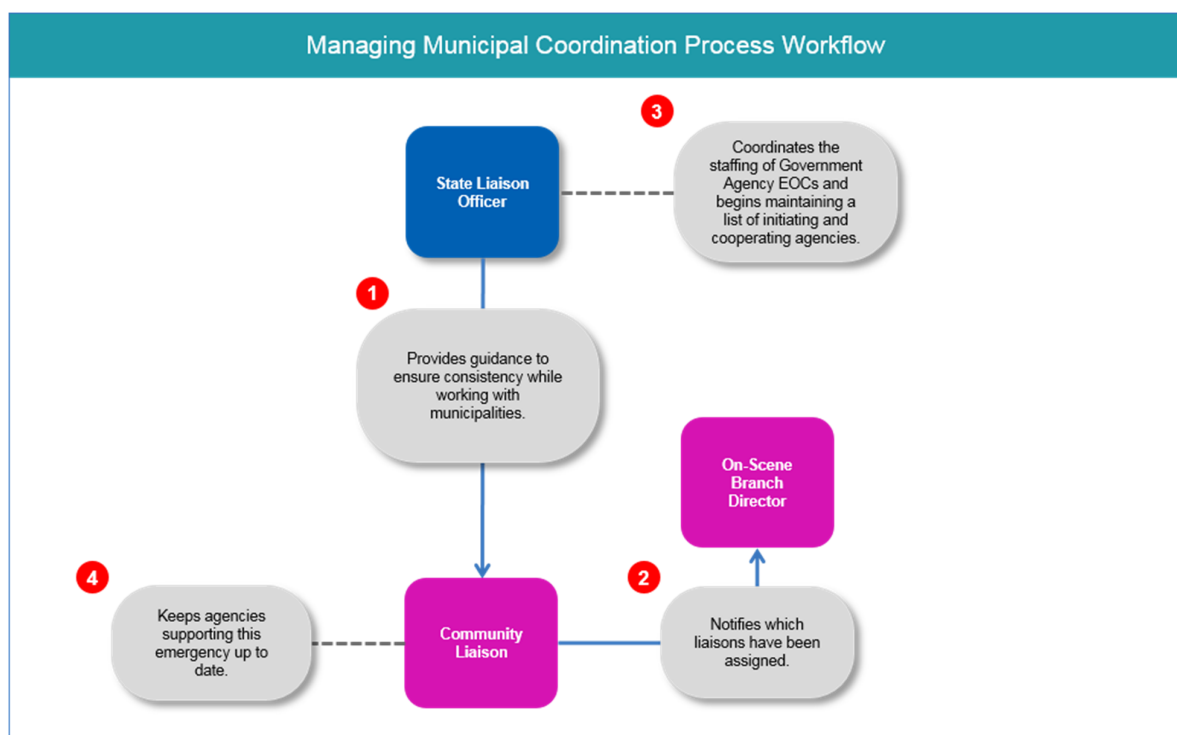 Managing Municipal Coordination Process Workflow
3
Coordinates the
staffing of Government
Agency EOCs and
begins maintaining a
list of initiating and
cooperating agencies.
State Liaison
Officer
1
Provides guidance to
ensure consistency while
working with
municipalities.
On-Scene
Branch
Director
4
Keeps agencies
supporting this
emergency up to
date.
Community
Liaison
2
Notifies which
liaisons have been
assigned.